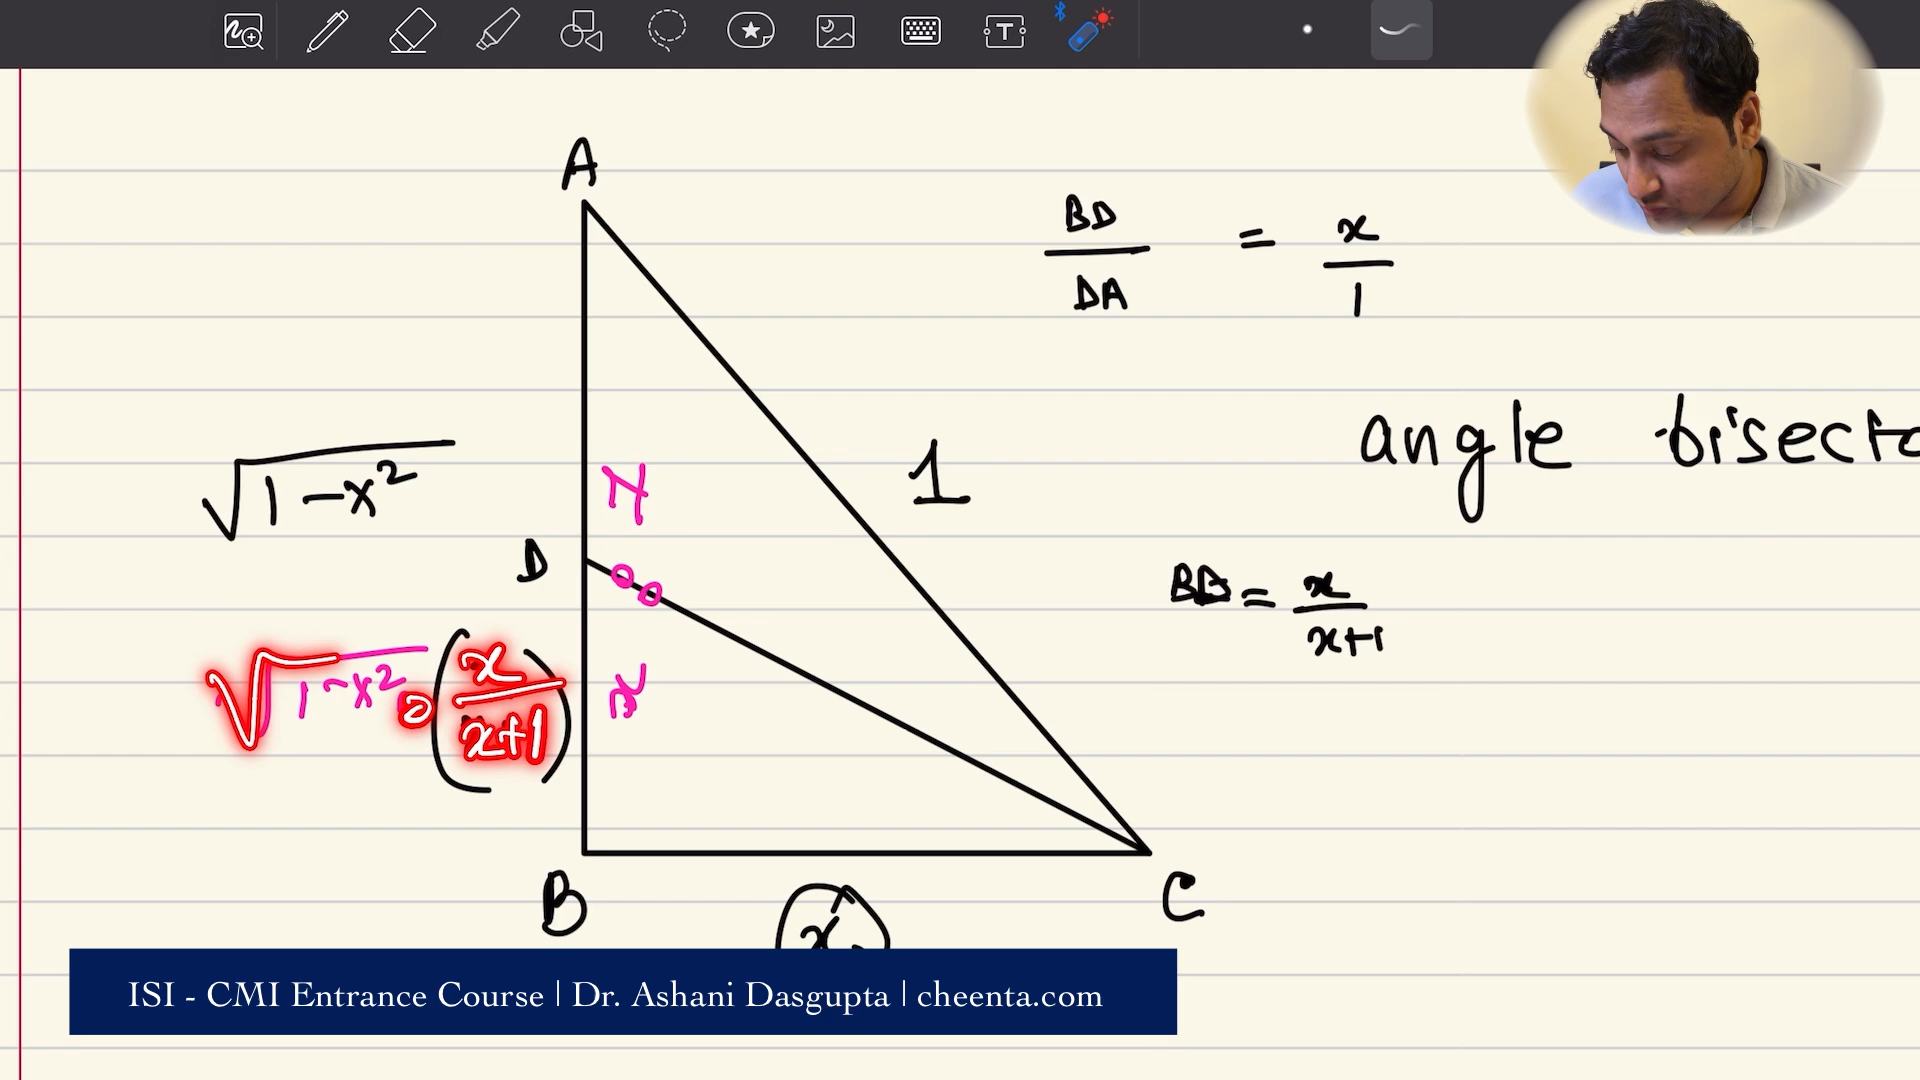 T
A
BD
DA
= x
1
√1-x²
1
angle bisecto
D
BD = x
x+1
√1-x² (x
x+1)
x
B
C
x
ISI - CMI Entrance Course | Dr. Ashani Dasgupta | cheenta.com